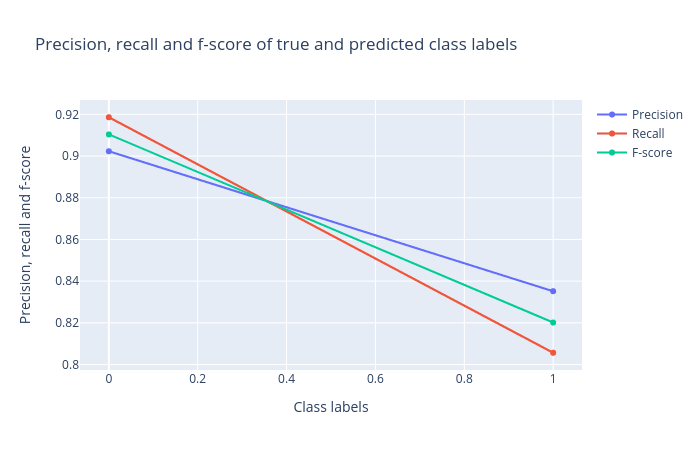 Precision, recall and f-score of true and predicted class labels
Precision, recall and f-score
0.92
0.9
0.88
0.86
0.84
0.82
0.8
0
0.2
0.4
0.6
0.8
1
Class labels
Precision
Recall
F-score